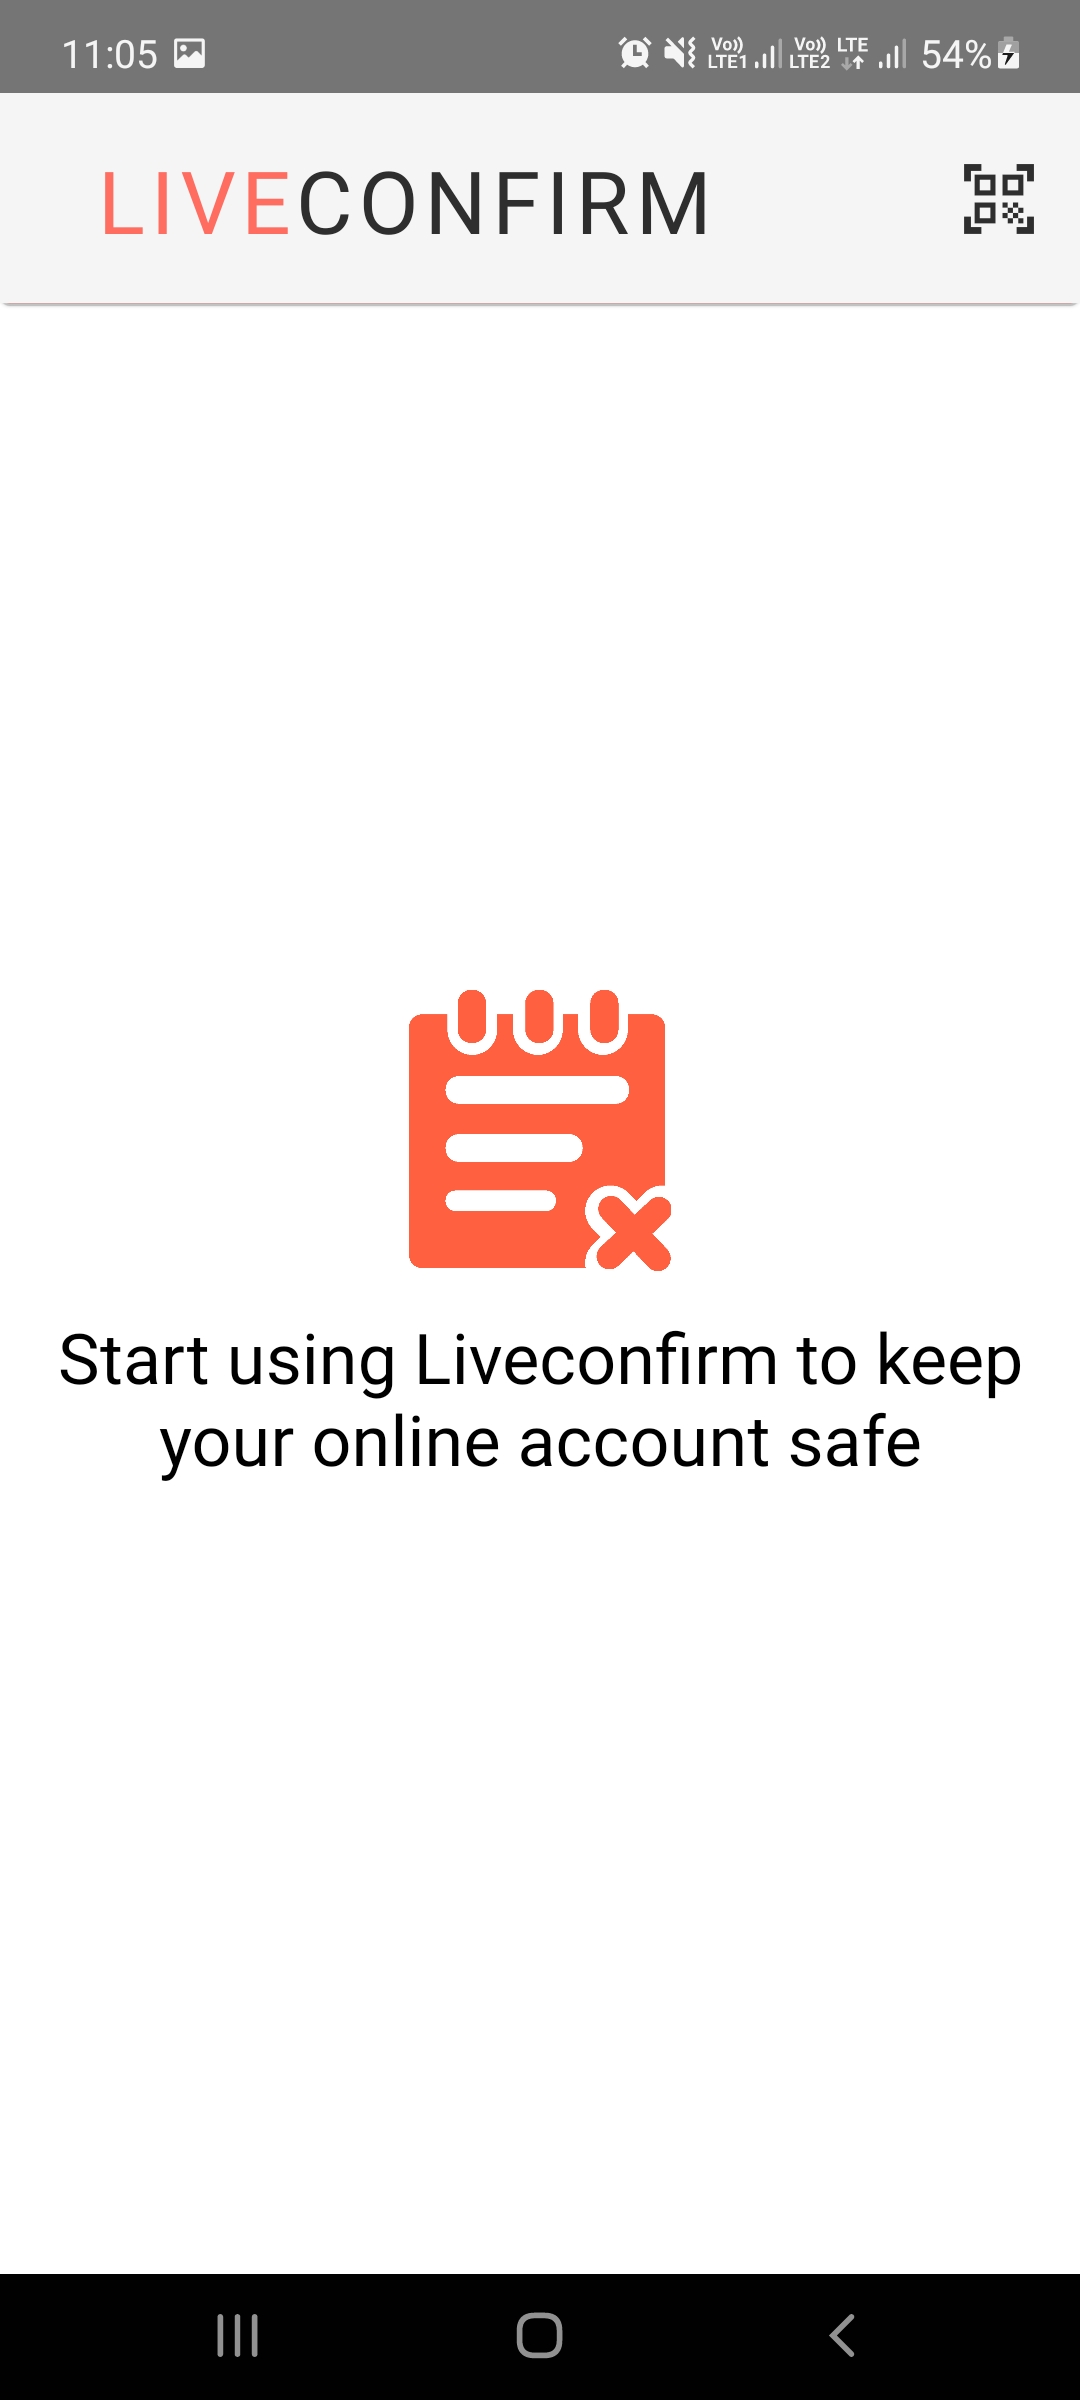 11:05 Vo)) LTE1 Vo)) LTE2 LTE 54%
LIVECONFIRM
Start using Liveconfirm to keep
your online account safe